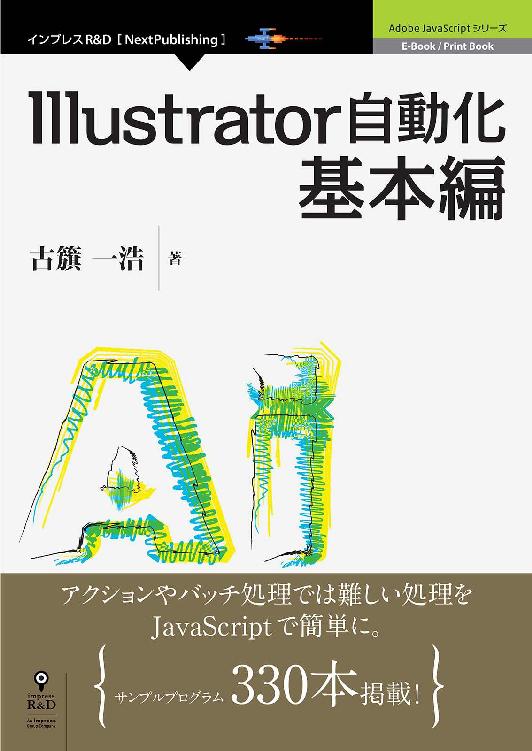 インプレスR&D［NextPublishing］
Adobe JavaScriptシリーズ
E-Book / Print Book
Illustrator自動化
基本編
古籏 一浩 著
Ai
アクションやバッチ処理では難しい処理を
JavaScriptで簡単に。
サンプルプログラム 330本掲載！
impress
R&D
An Impress
Group Company